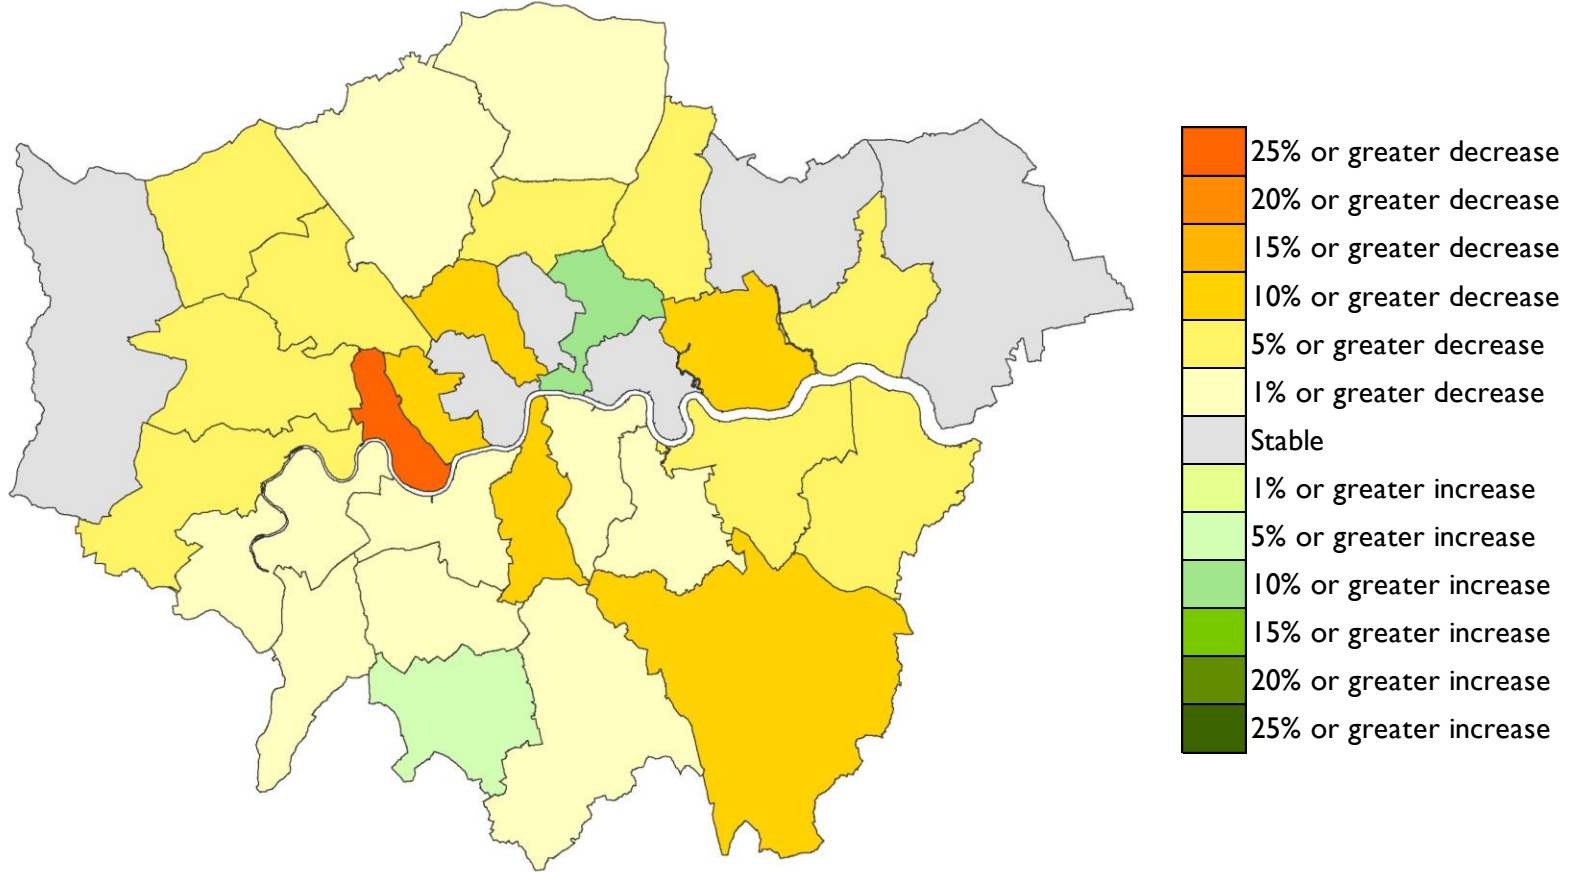 25% or greater decrease
20% or greater decrease
15% or greater decrease
10% or greater decrease
5% or greater decrease
1% or greater decrease
Stable
1% or greater increase
5% or greater increase
10% or greater increase
15% or greater increase
20% or greater increase
25% or greater increase